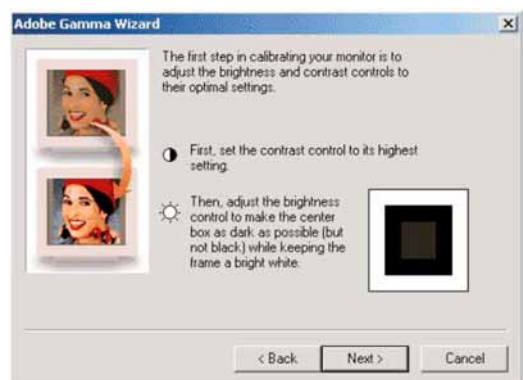 Adobe Gamma Wizard
The first step in calibrating your monitor is to
adjust the brightness and contrast controls to
their optimal settings.
First, set the contrast control to its highest
setting.
Then, adjust the brightness
control to make the center
box as dark as possible (but
not black) while keeping the
frame a bright white.
< Back
Next >
Cancel